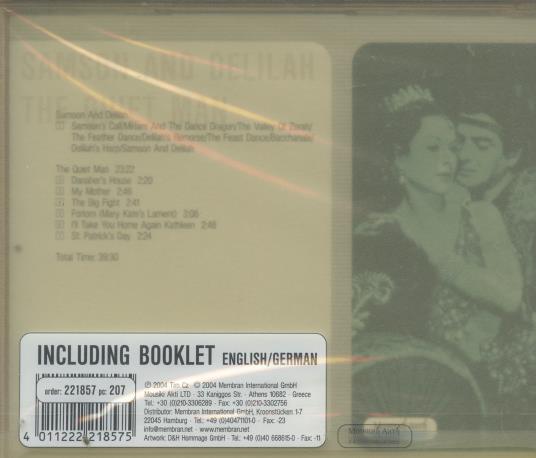 SAMSON AND DELILAH
THE QUIET MAN
Samson And Delilah
Samson's Call/Miriam And The Dance Dragon/The Valley Of Zorah/
The Feather Dance/Delilah's Remorse/The Feast Dance/Bacchanale/
Delilah's Harp/Samson And Delilah
The Quiet Man 23:22
Danaher's House 2:20
My Mother 2:46
The Big Fight 2:41
Forlorn (Mary Kate's Lament) 3:06
I'll Take You Home Again Kathleen 2:46
St. Patrick's Day 2:24
Total Time: 39:30
INCLUDING BOOKLET ENGLISH/GERMAN
order: 221857 pc: 207
4 011222 218575
℗ 2004 © 2004 Membran International GmbH
Mousiki Akti LTD · 33 Kaniggos Str. · Athens 10682 · Greece
Tel: +30 (0)210-3306289 · Fax: +30 (0)210-3302756
Distributor: Membran International GmbH, Kroonstücken 1-7
22045 Hamburg · Tel: +49 (0)40471101-0 · Fax: -23
info@membran.net · www.membran.net
Artwork: D&H Hommage GmbH · Tel: +49 (0)40 668615-0 · Fax: -11